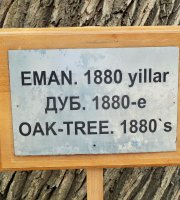 EMAN. 1880 yillar
ДУБ. 1880-е
OAK-TREE. 1880`s